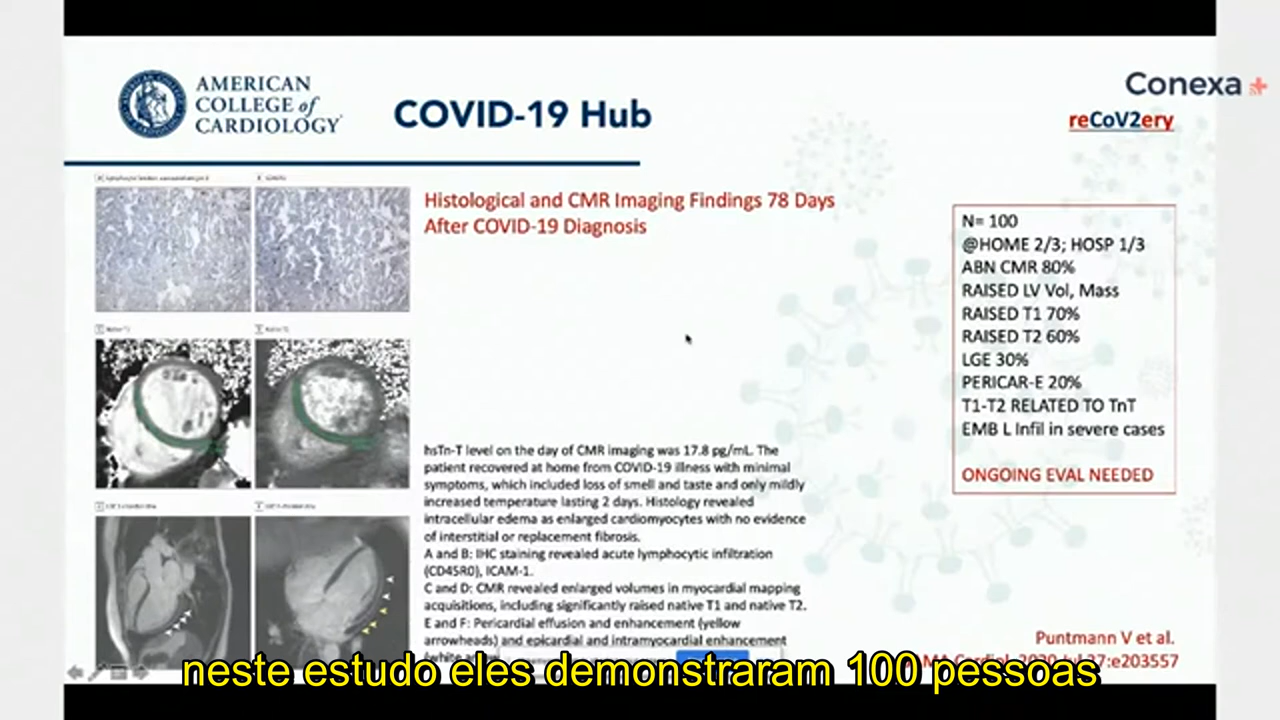 AMERICAN
COLLEGE of
CARDIOLOGY
COVID-19 Hub
Conexa
reCoV2ery
Histological and CMR Imaging Findings 78 Days
After COVID-19 Diagnosis
N= 100
@HOME 2/3; HOSP 1/3
ABN CMR 80%
RAISED LV Vol, Mass
RAISED T1 70%
RAISED T2 60%
LGE 30%
PERICAR-E 20%
T1-T2 RELATED TO TnT
EMB L Infil in severe cases
ONGOING EVAL NEEDED
hsTn-T level on the day of CMR imaging was 17.8 pg/mL. The
patient recovered at home from COVID-19 illness with minimal
symptoms, which included loss of smell and taste and only mildly
increased temperature lasting 2 days. Histology revealed
intracellular edema as enlarged cardiomyocytes with no evidence
of interstitial or replacement fibrosis.
A and B: IHC staining revealed acute lymphocytic infiltration
(CD45R0), ICAM-1.
C and D: CMR revealed enlarged volumes in myocardial mapping
acquisitions, including significantly raised native T1 and native T2.
E and F: Pericardial effusion and enhancement (yellow
arrowheads) and epicardial and intramyocardial enhancement
Puntmann V et al.
neste estudo eles demonstraram 100 pessoas